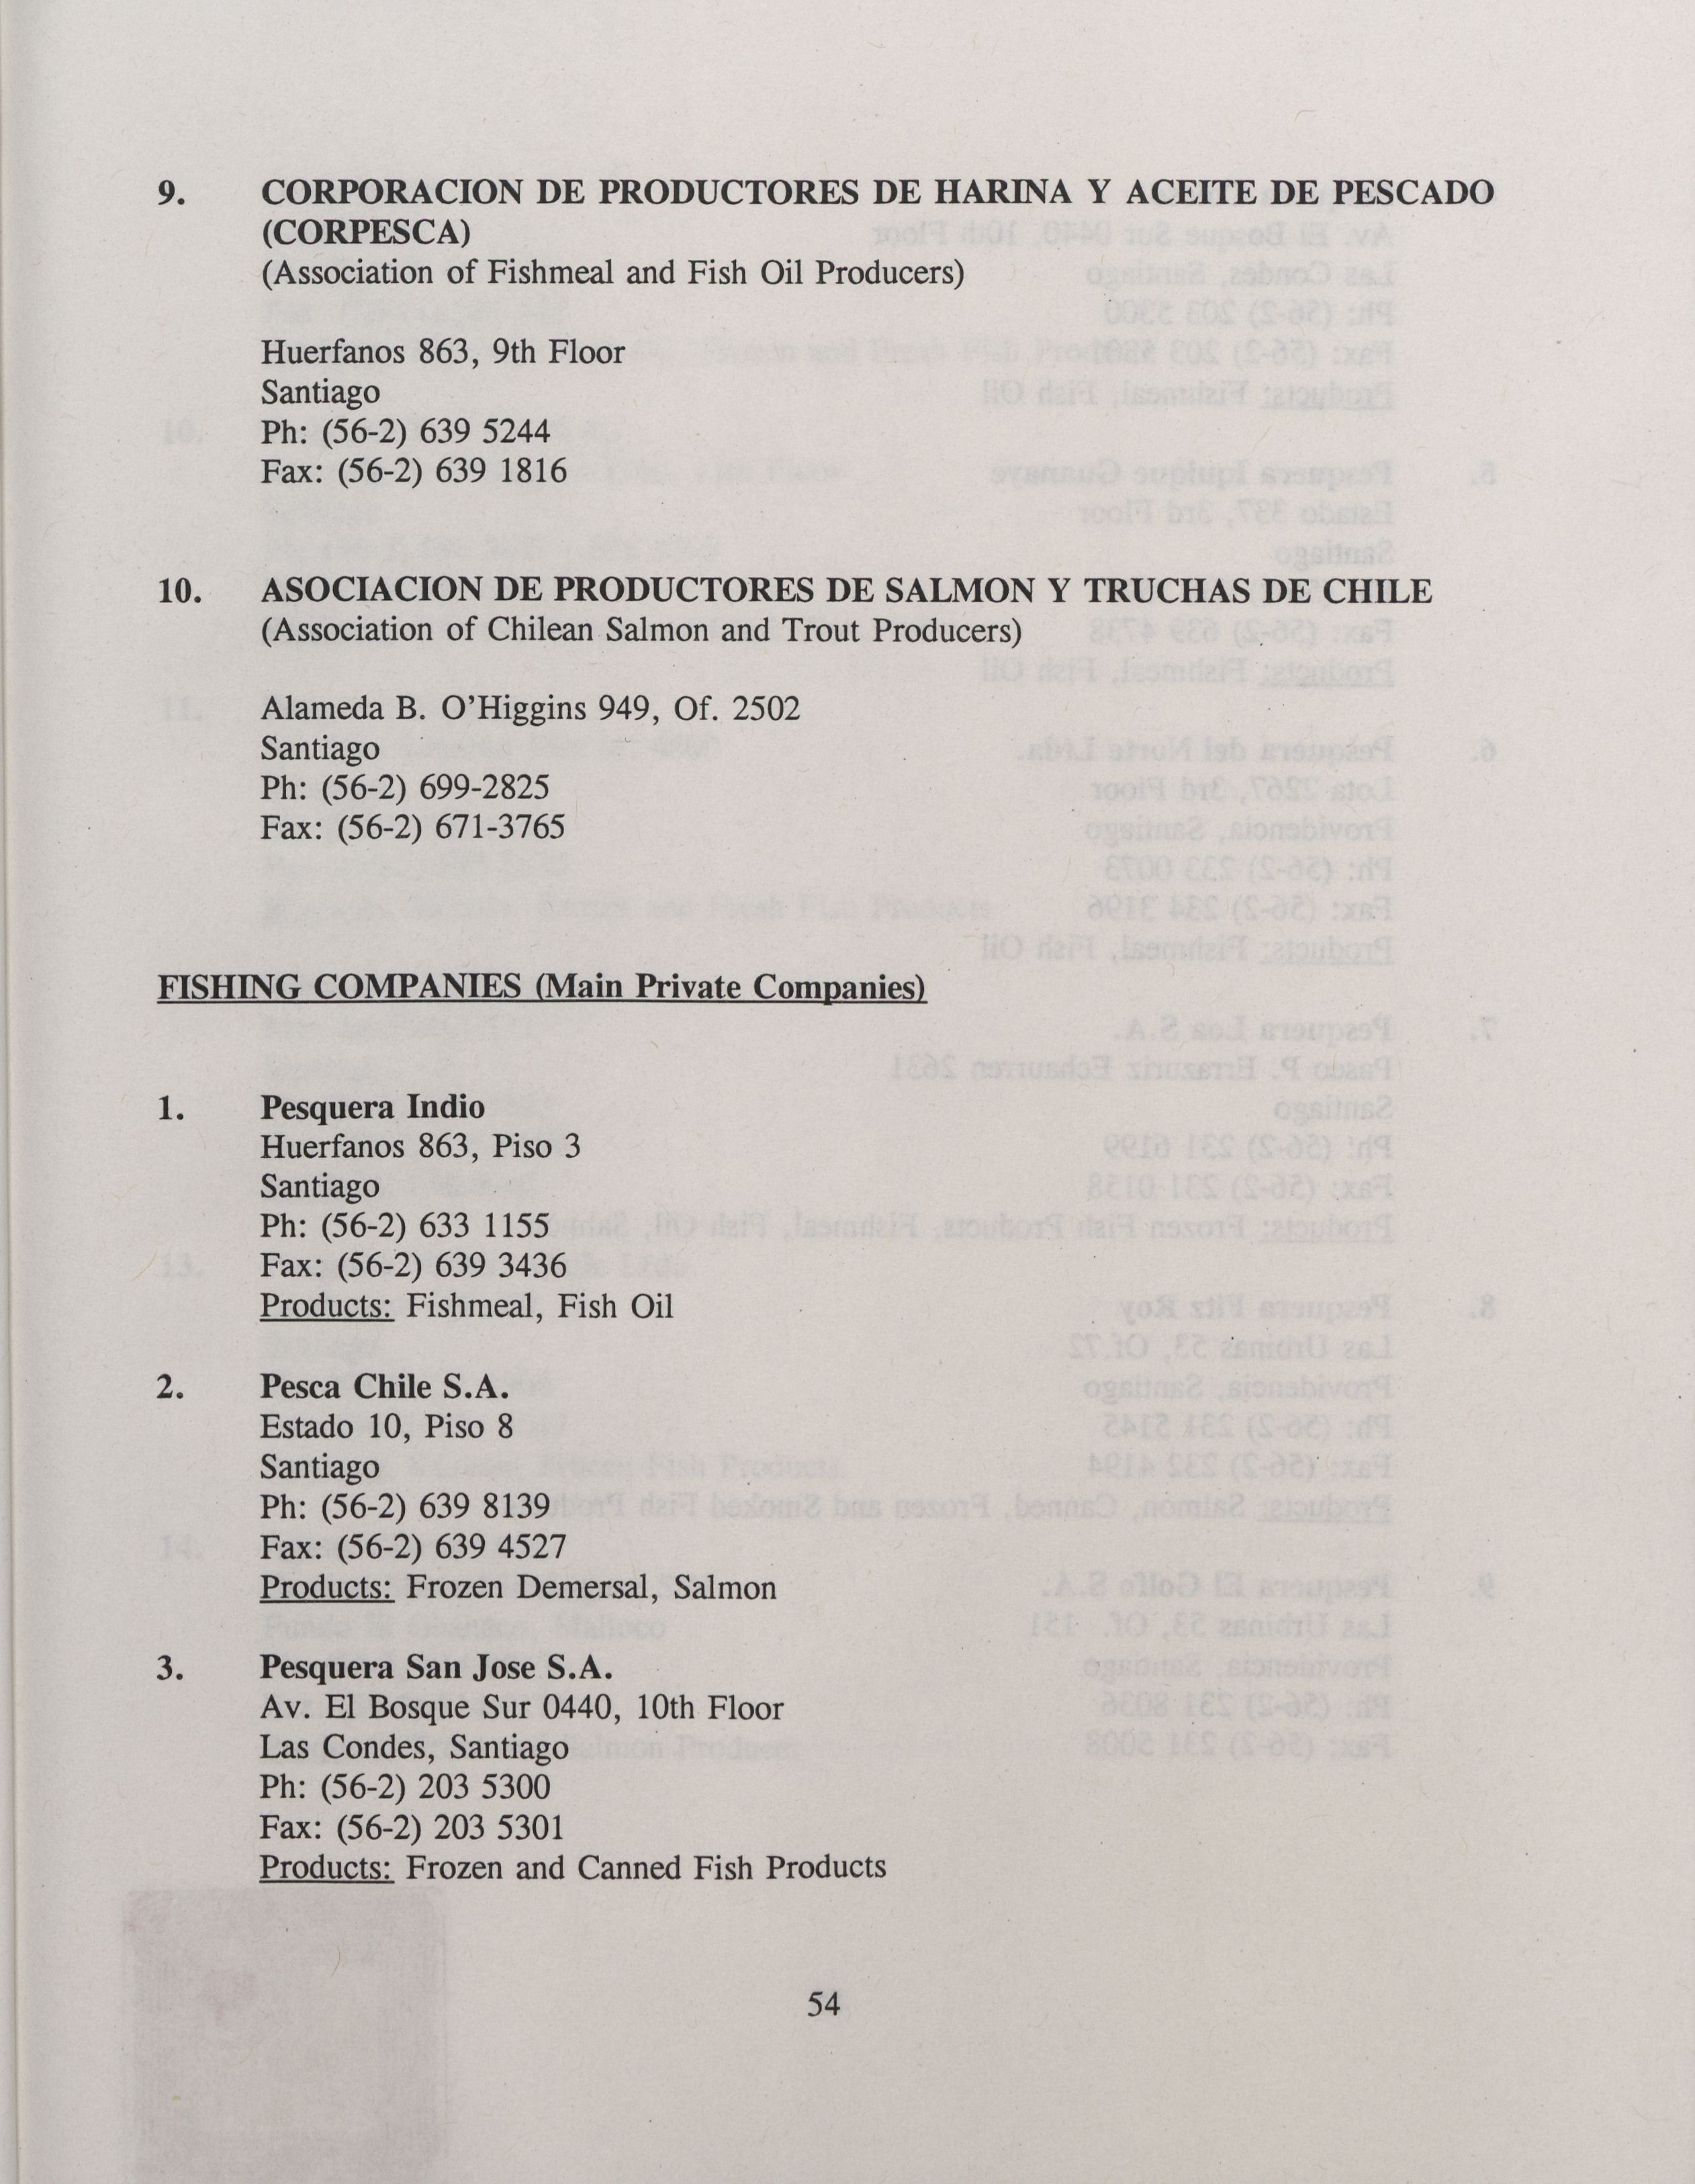 9. CORPORACION DE PRODUCTORES DE HARINA Y ACEITE DE PESCADO
(CORPESCA)
(Association of Fishmeal and Fish Oil Producers)
Huerfanos 863, 9th Floor
Santiago
Ph: (56-2) 639 5244
Fax: (56-2) 639 1816
10. ASOCIACION DE PRODUCTORES DE SALMON Y TRUCHAS DE CHILE
(Association of Chilean Salmon and Trout Producers)
Alameda B. O'Higgins 949, Of. 2502
Santiago
Ph: (56-2) 699-2825
Fax: (56-2) 671-3765
FISHING COMPANIES (Main Private Companies)
1. Pesquera Indio
Huerfanos 863, Piso 3
Santiago
Ph: (56-2) 633 1155
Fax: (56-2) 639 3436
Products: Fishmeal, Fish Oil
2. Pesca Chile S.A.
Estado 10, Piso 8
Santiago
Ph: (56-2) 639 8139
Fax: (56-2) 639 4527
Products: Frozen Demersal, Salmon
3. Pesquera San Jose S.A.
Av. El Bosque Sur 0440, 10th Floor
Las Condes, Santiago
Ph: (56-2) 203 5300
Fax: (56-2) 203 5301
Products: Frozen and Canned Fish Products
54